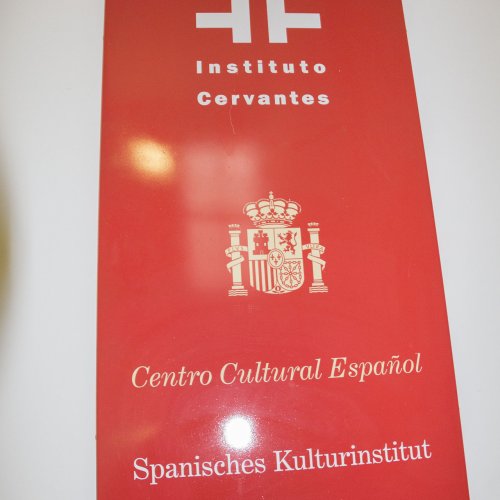 Instituto
Cervantes
Centro Cultural Español
Spanisches Kulturinstitut